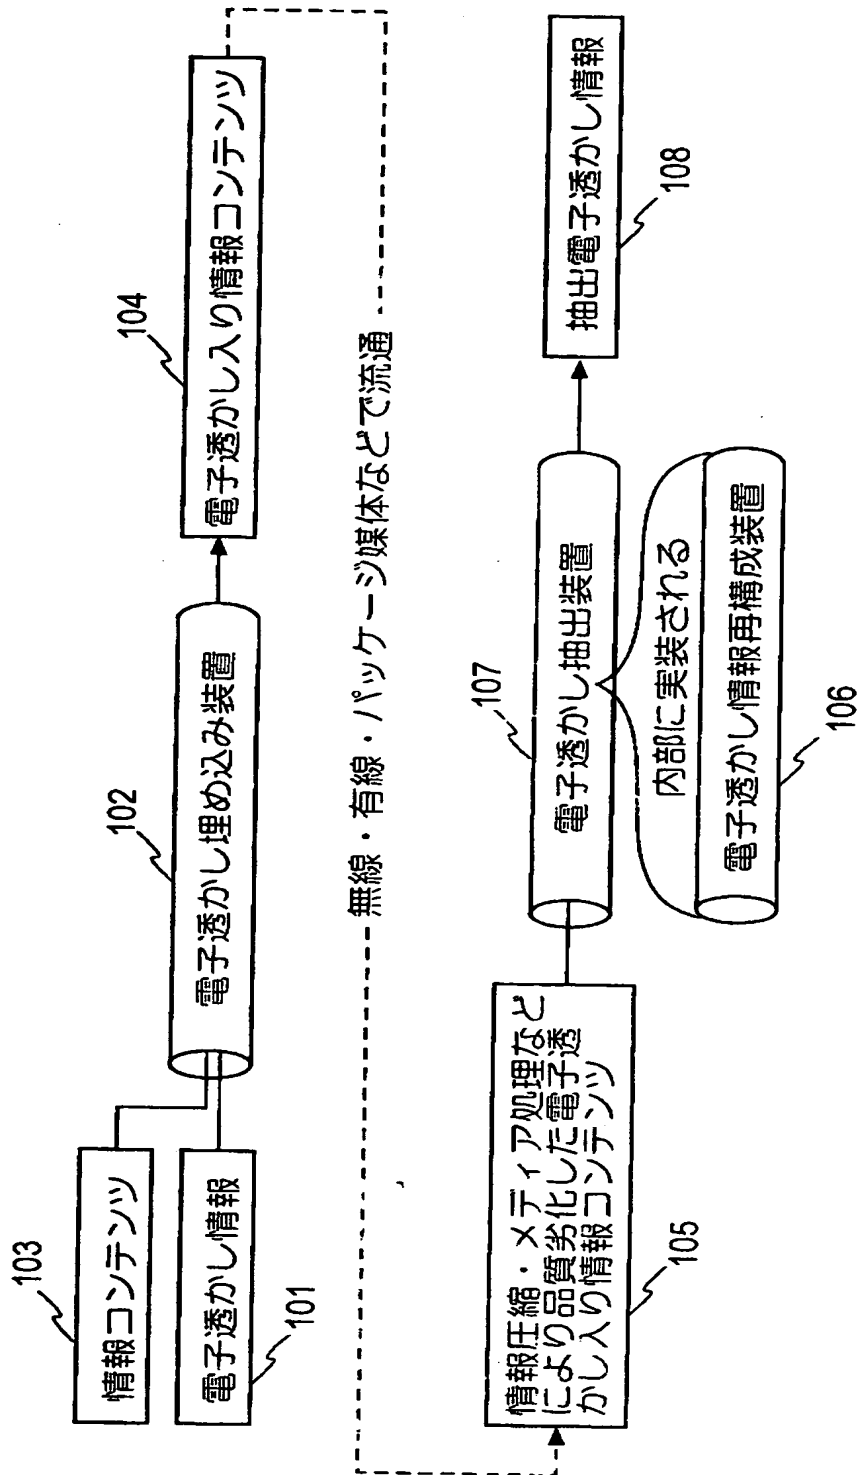 103
情報コンテンツ
電子透かし情報
101
102
電子透かし埋め込み装置
104
電子透かし入り情報コンテンツ
無線・有線・パッケージ媒体などで流通
情報圧縮・メディア処理など
により品質劣化した電子透
かし入り情報コンテンツ
105
107
電子透かし抽出装置
内部に実装される
電子透かし情報再構成装置
106
抽出電子透かし情報
108